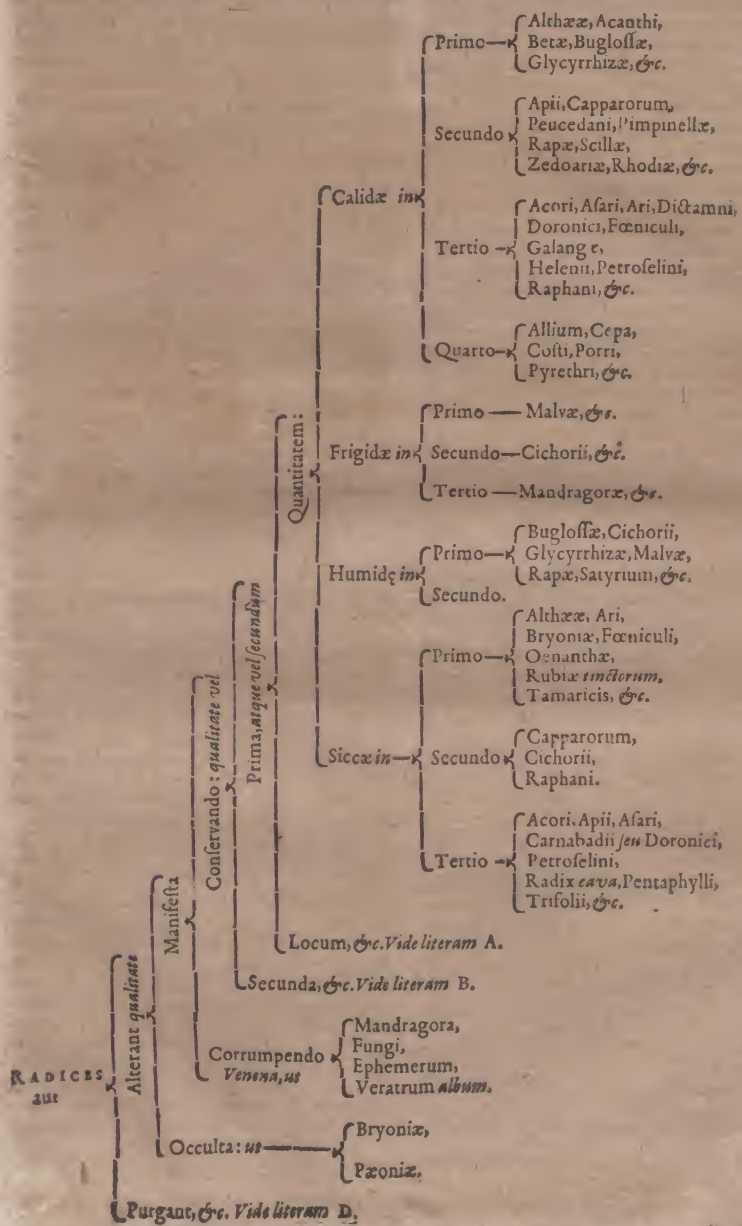 Primo
Althææ, Acanthi,
Betæ, Buglossæ,
Glycyrrhizæ, &c.
Secundo
Apii, Capparorum,
Peucedani, Pimpinellæ,
Rapæ, Scillæ,
Zedoariæ, Rhodiæ, &c.
Calidæ in
Tertio
Acori, Asari, Ari, Dictamni,
Doronici, Fœniculi,
Galangæ,
Helenii, Petroselini,
Raphani, &c.
Quarto
Allium, Cepa,
Costi, Porri,
Pyrethri, &c.
Quantitatem:
Frigidæ in
Primo — Malvæ, &c.
Secundo — Cichorii, &c.
Tertio — Mandragoræ, &c.
Humidę in
Primo
Buglossæ, Cichorii,
Glycyrrhizæ, Malvæ,
Rapæ, Satyrium, &c.
Secundo.
Siccæ in
Primo
Althææ, Ari,
Bryoniæ, Fœniculi,
Oenanthæ,
Rubiæ tinctorum,
Tamaricis, &c.
Secundo
Capparorum,
Cichorii,
Raphani.
Tertio
Acori, Apii, Asari,
Carnabadii seu Doronici,
Petroselini,
Radix cava, Pentaphylli,
Trifolii, &c.
Prima, atque vel secundùm
Locum, &c. Vide literam A.
Conservando: qualitate vel
Secunda, &c. Vide literam B.
Manifesta
Corrumpendo
Venena, ut
Mandragora,
Fungi,
Ephemerum,
Veratrum album.
RADICES
aut
Alterant qualitate
Occulta: ut
Bryoniæ,
Pæoniæ.
Purgant, &c. Vide literam D.